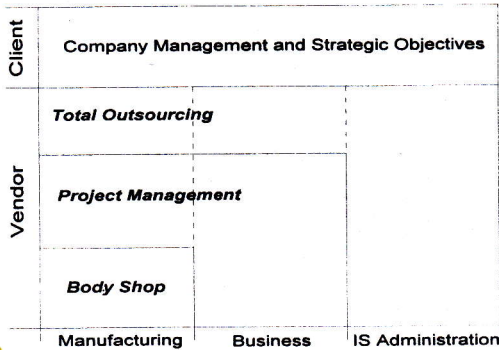 Client
Company Management and Strategic Objectives
Vendor
Total Outsourcing
Project Management
Body Shop
Manufacturing
Business
IS Administration